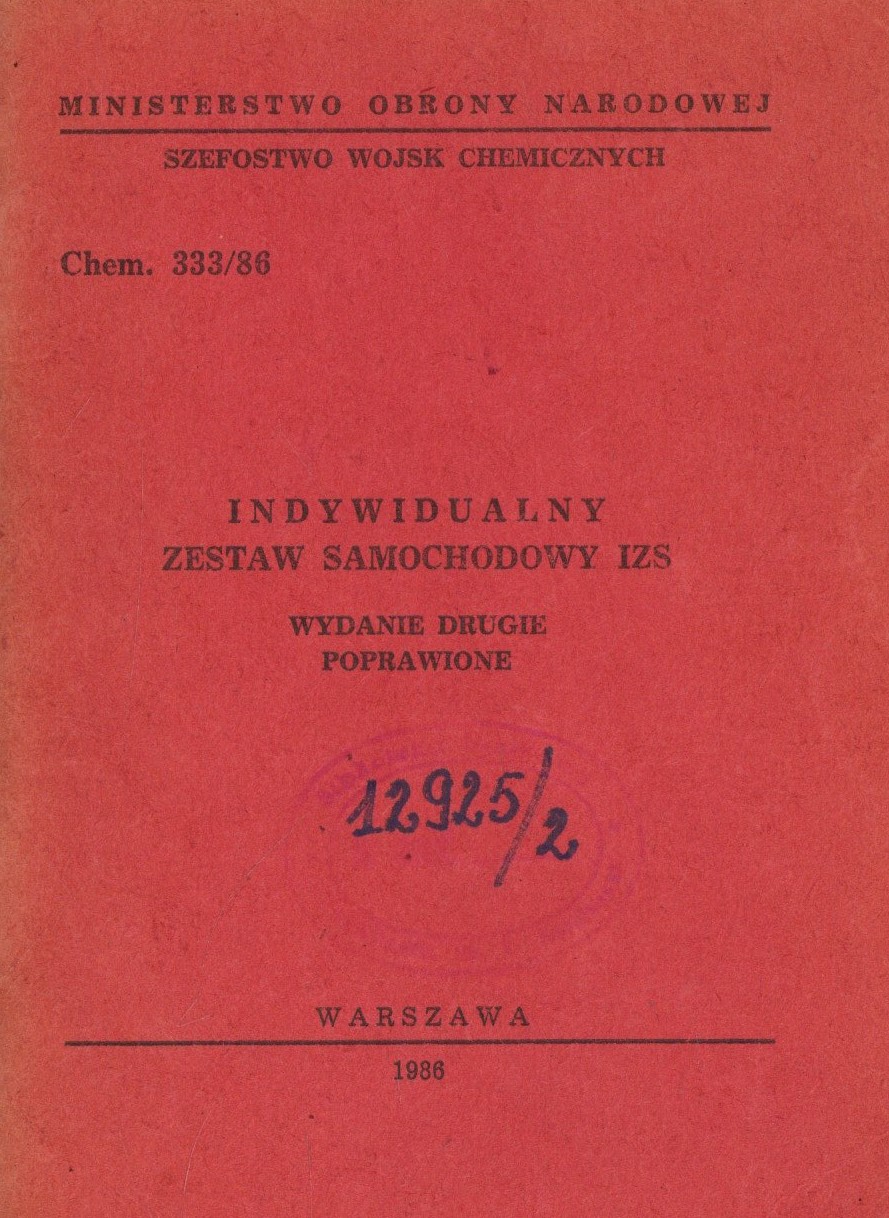 MINISTERSTWO OBRONY NARODOWEJ
SZEFOSTWO WOJSK CHEMICZNYCH
Chem. 333/86
INDYWIDUALNY
ZESTAW SAMOCHODOWY IZS
WYDANIE DRUGIE
POPRAWIONE
12925/2
WARSZAWA
1986